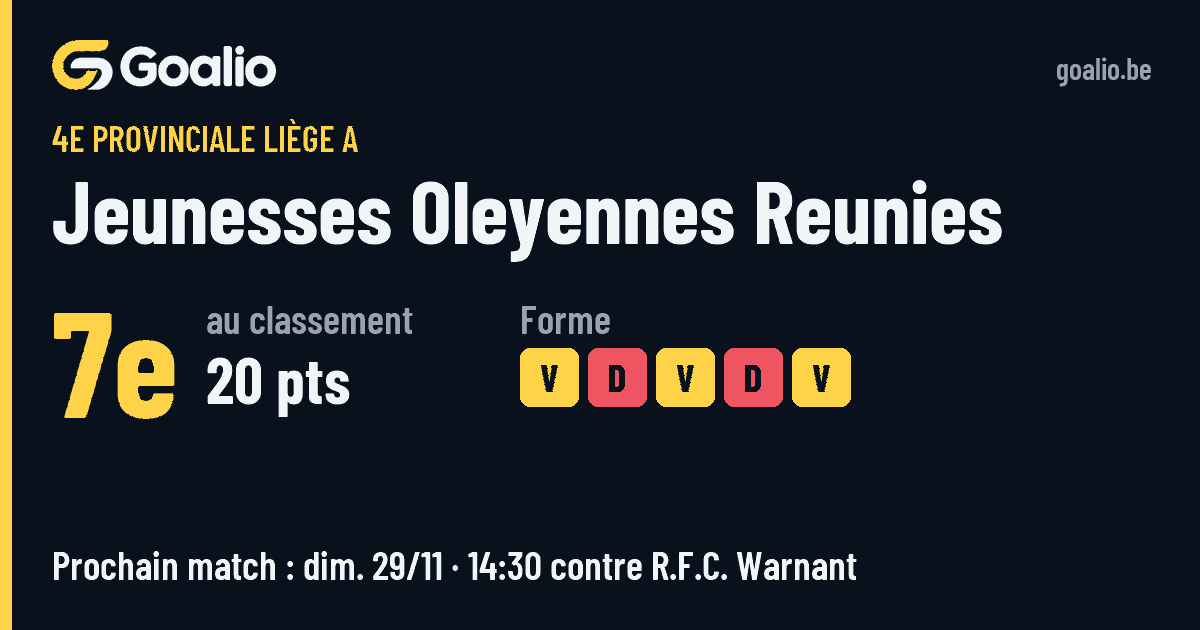 Goalio
goalio.be
4E PROVINCIALE LIÈGE A
Jeunesses Oleyennes Reunies
7e
au classement
20 pts
Forme
V D V D V
Prochain match : dim. 29/11 · 14:30 contre R.F.C. Warnant